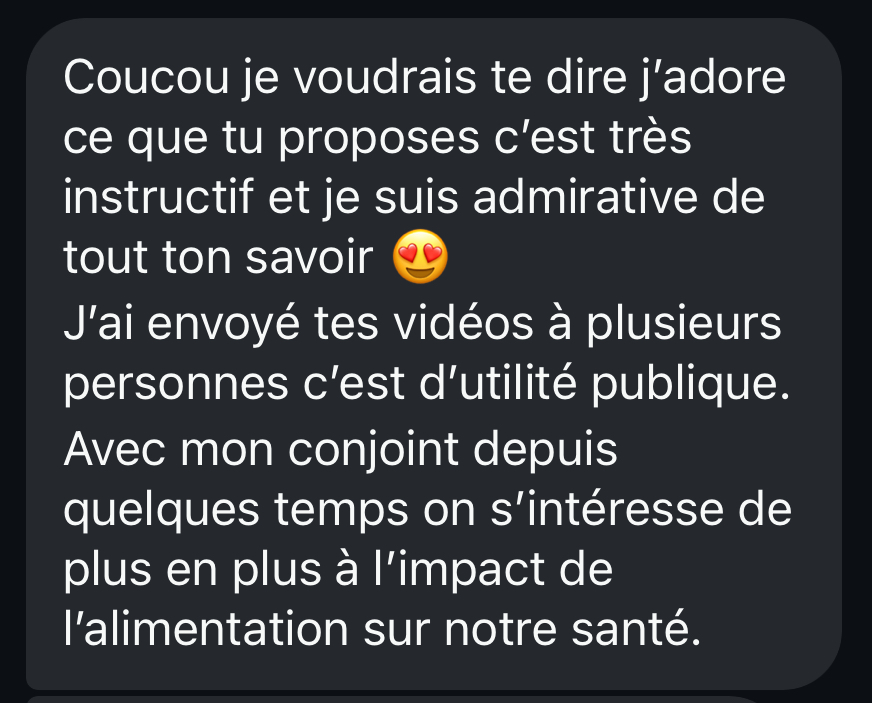 Coucou je voudrais te dire j’adore
ce que tu proposes c’est très
instructif et je suis admirative de
tout ton savoir 😍
J’ai envoyé tes vidéos à plusieurs
personnes c’est d’utilité publique.
Avec mon conjoint depuis
quelques temps on s’intéresse de
plus en plus à l’impact de
l’alimentation sur notre santé.